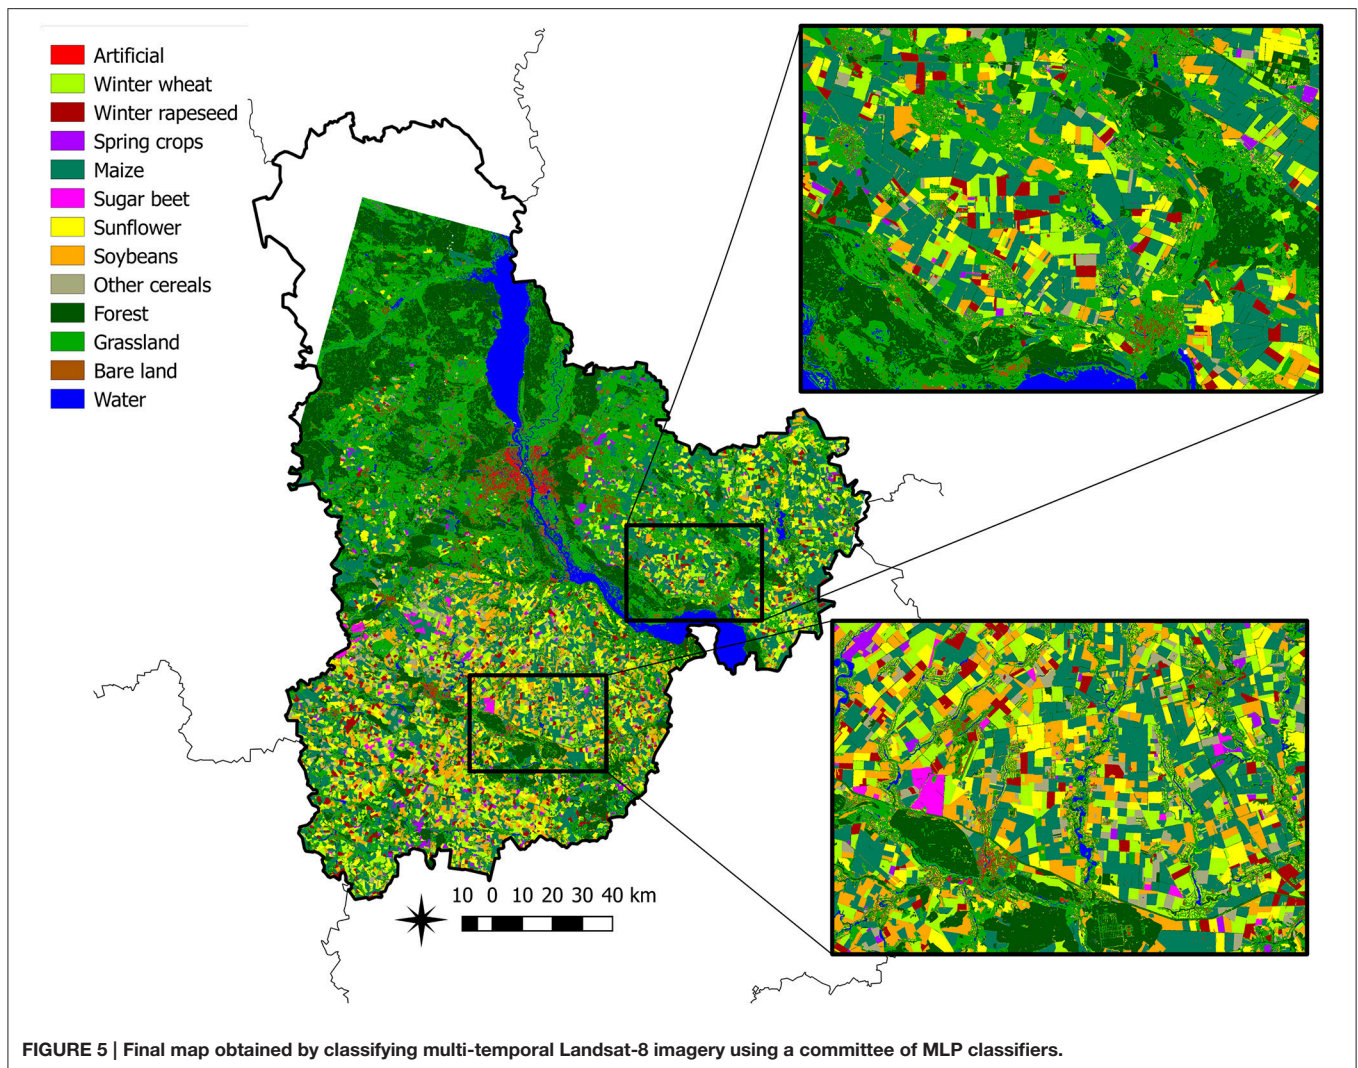 Artificial
Winter wheat
Winter rapeseed
Spring crops
Maize
Sugar beet
Sunflower
Soybeans
Other cereals
Forest
Grassland
Bare land
Water
10 0 10 20 30 40 km
FIGURE 5 | Final map obtained by classifying multi-temporal Landsat-8 imagery using a committee of MLP classifiers.